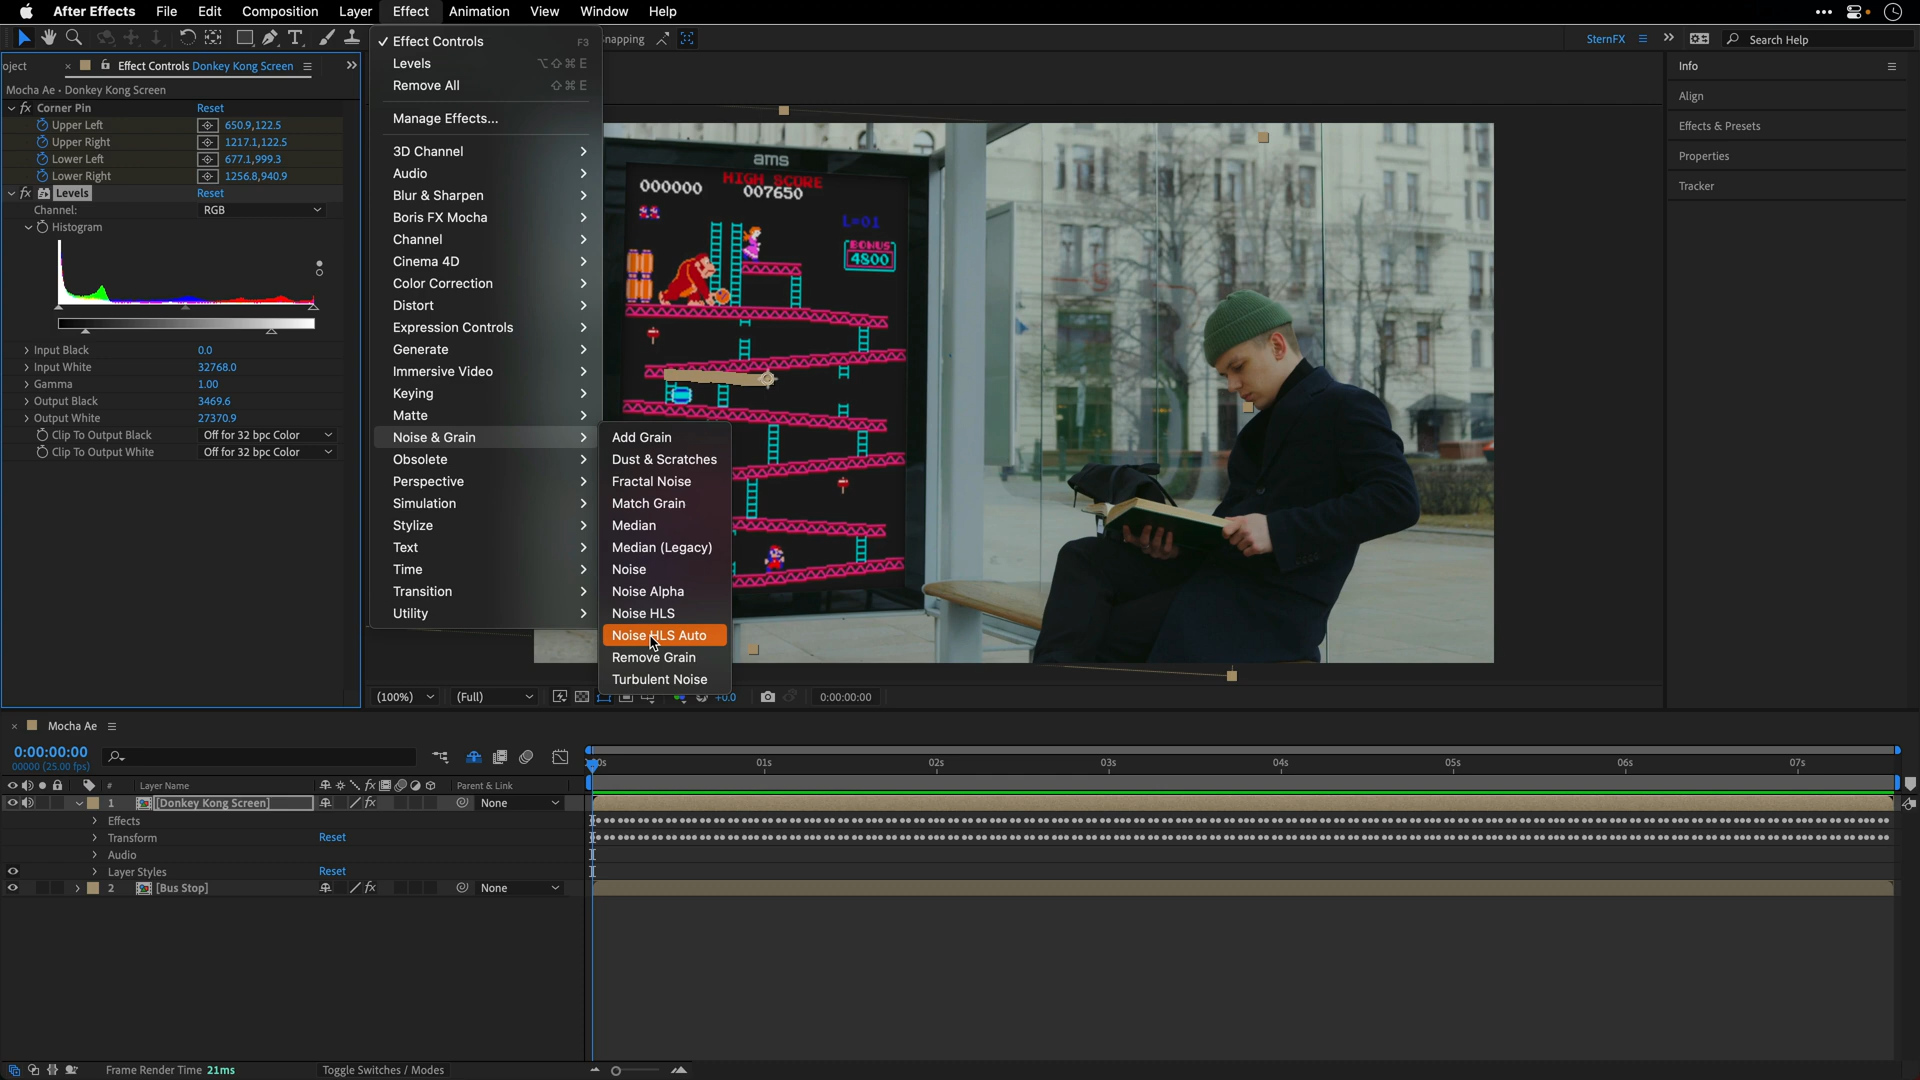 After Effects File Edit Composition Layer Effect Animation View Window Help
Snapping SternFX Search Help
Effect Controls Donkey Kong Screen
Mocha Ae • Donkey Kong Screen
fx Corner Pin Reset
Upper Left 650.9,122.5
Upper Right 1217.1,122.5
Lower Left 677.1,999.3
Lower Right 1256.8,940.9
fx Levels Reset
Channel: RGB
Histogram
Input Black 0.0
Input White 32768.0
Gamma 1.00
Output Black 3469.6
Output White 27370.9
Clip To Output Black Off for 32 bpc Color
Clip To Output White Off for 32 bpc Color
Effect Controls F3
Levels ⌥⇧⌘E
Remove All ⇧⌘E
Manage Effects...
3D Channel
Audio
Blur & Sharpen
Boris FX Mocha
Channel
Cinema 4D
Color Correction
Distort
Expression Controls
Generate
Immersive Video
Keying
Matte
Noise & Grain
Obsolete
Perspective
Simulation
Stylize
Text
Time
Transition
Utility
Add Grain
Dust & Scratches
Fractal Noise
Match Grain
Median
Median (Legacy)
Noise
Noise Alpha
Noise HLS
Noise HLS Auto
Remove Grain
Turbulent Noise
ams
HIGH SCORE
000000 007650
L=01
BONUS
4800
Info
Align
Effects & Presets
Properties
Tracker
(100%) (Full) +0.0 0:00:00:00
Mocha Ae
0:00:00:00
00000 (25.00 fps)
01s 02s 03s 04s 05s 06s 07s
# Layer Name fx Parent & Link
1 [Donkey Kong Screen] fx None
Effects
Transform Reset
Audio
Layer Styles Reset
2 [Bus Stop] fx None
Frame Render Time 21ms Toggle Switches / Modes